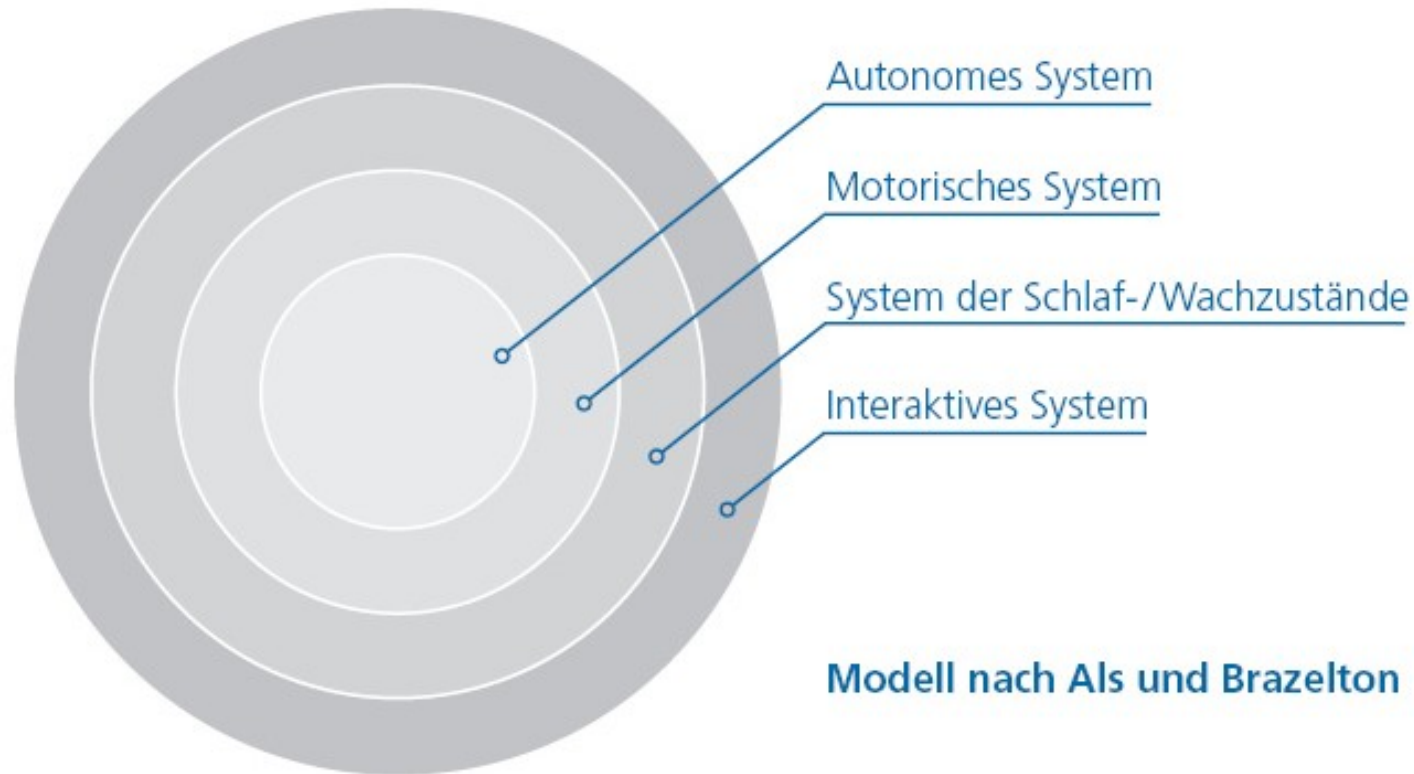 Autonomes System
Motorisches System
System der Schlaf-/Wachzustände
Interaktives System
Modell nach Als und Brazelton